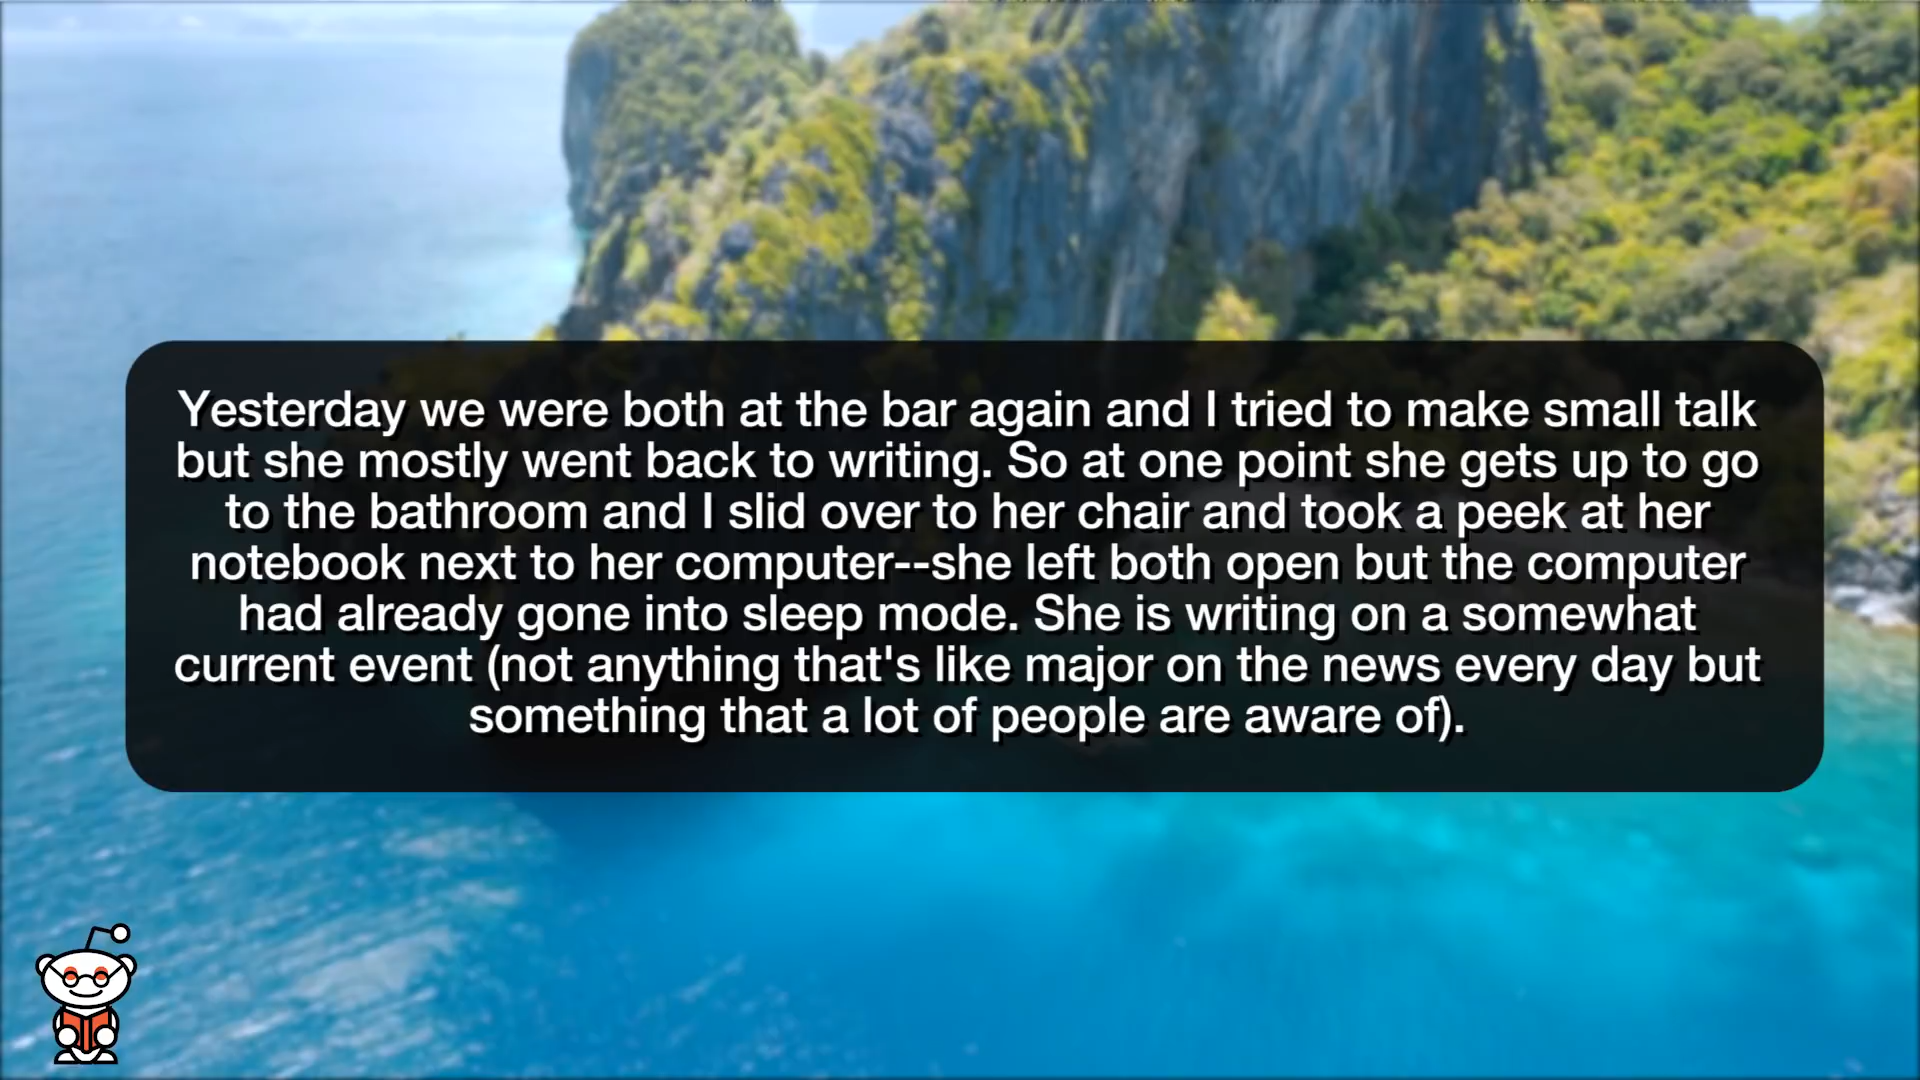 Yesterday we were both at the bar again and I tried to make small talk
but she mostly went back to writing. So at one point she gets up to go
to the bathroom and I slid over to her chair and took a peek at her
notebook next to her computer--she left both open but the computer
had already gone into sleep mode. She is writing on a somewhat
current event (not anything that's like major on the news every day but
something that a lot of people are aware of).